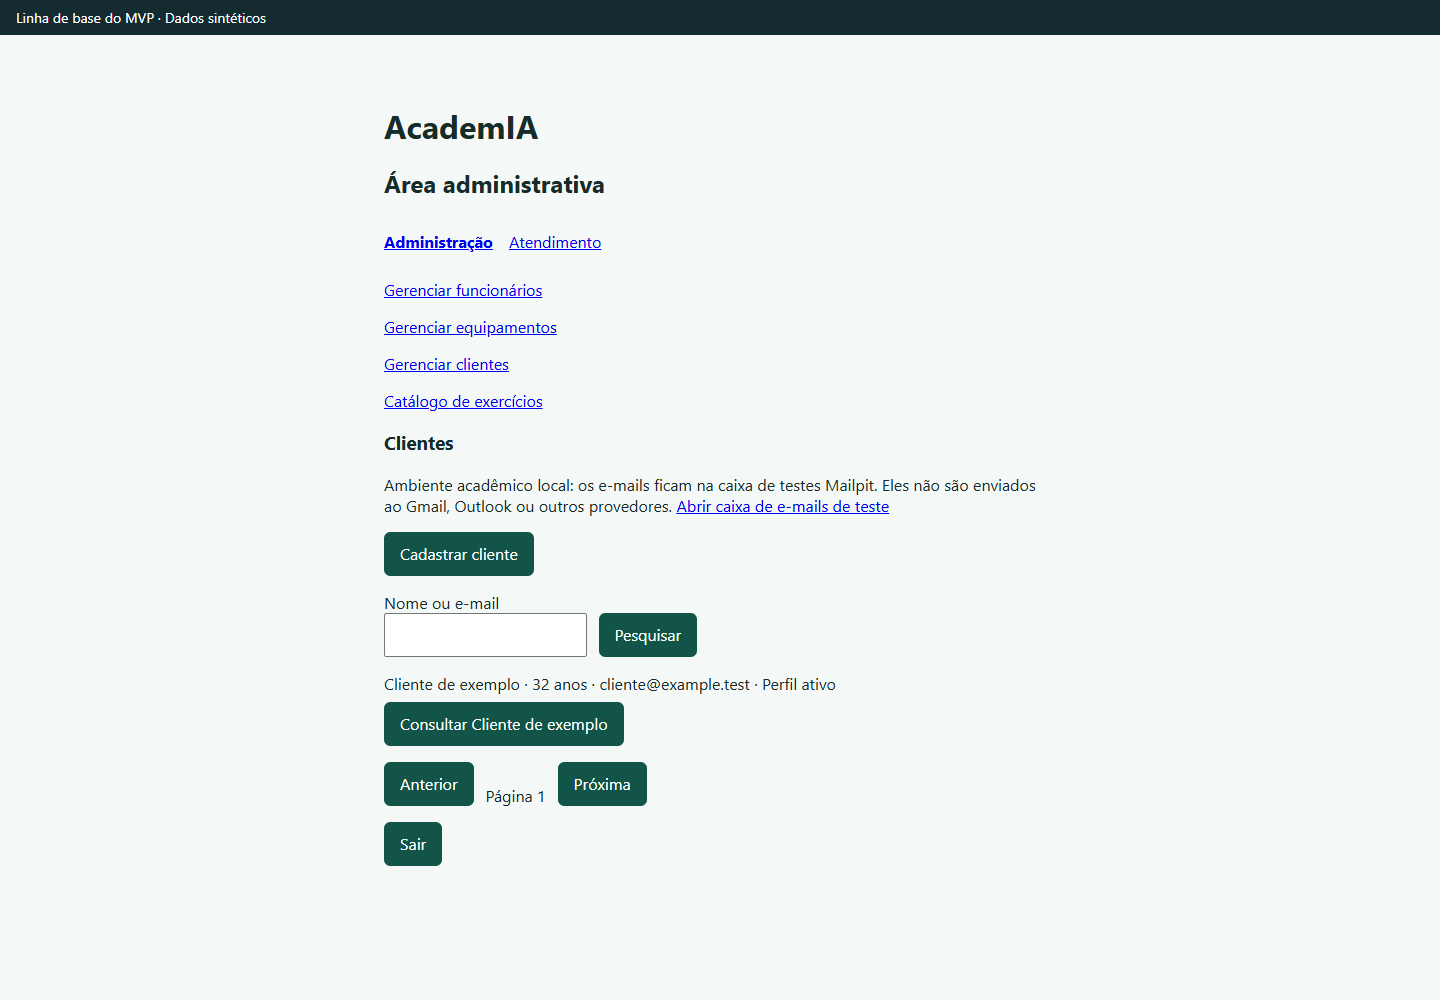 Linha de base do MVP · Dados sintéticos
AcademIA
Área administrativa
Administração Atendimento
Gerenciar funcionários
Gerenciar equipamentos
Gerenciar clientes
Catálogo de exercícios
Clientes
Ambiente acadêmico local: os e-mails ficam na caixa de testes Mailpit. Eles não são enviados
ao Gmail, Outlook ou outros provedores. Abrir caixa de e-mails de teste
Cadastrar cliente
Nome ou e-mail
Pesquisar
Cliente de exemplo · 32 anos · cliente@example.test · Perfil ativo
Consultar Cliente de exemplo
Anterior Página 1 Próxima
Sair